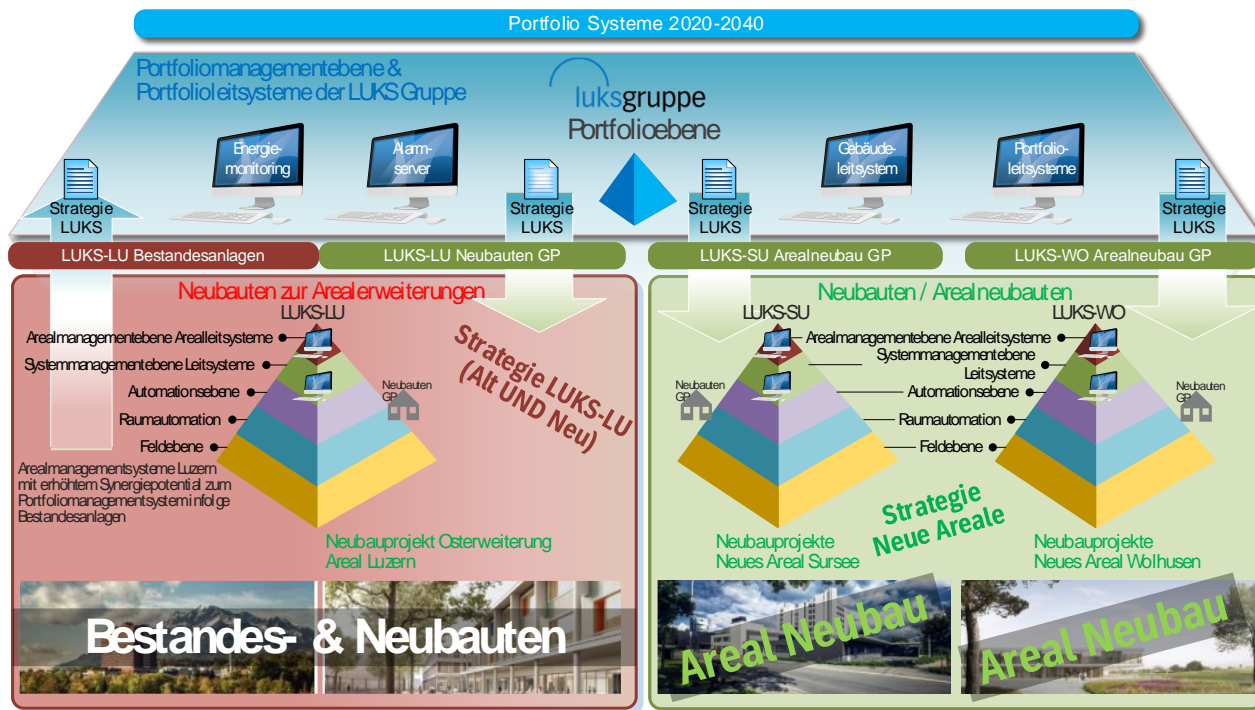 Portfolio Systeme 2020-2040
Portfoliomanagementebene &
Portfolioleitsysteme der LUKS Gruppe
luksgruppe
Portfolioebene
Energie-
monitoring
Alarm-
server
Gebäude-
leitsystem
Portfolio-
leitsysteme
Strategie
LUKS
Strategie
LUKS
Strategie
LUKS
Strategie
LUKS
LUKS-LU Bestandesanlagen
LUKS-LU Neubauten GP
LUKS-SU Arealneubau GP
LUKS-WO Arealneubau GP
Neubauten zur Arealerweiterungen
LUKS-LU
Arealmanagementebene Arealleitsysteme
Systemmanagementebene Leitsysteme
Automationsebene
Raumautomation
Feldebene
Neubauten
GP
Strategie LUKS-LU
(Alt UND Neu)
Arealmanagementsysteme Luzern
mit erhöhtem Synergiepotential zum
Portfoliomanagementsystem infolge
Bestandesanlagen
Neubauprojekt Osterweiterung
Areal Luzern
Bestandes- & Neubauten
Neubauten / Arealneubauten
LUKS-SU
LUKS-WO
Arealmanagementebene Arealleitsysteme
Systemmanagementebene
Leitsysteme
Automationsebene
Raumautomation
Feldebene
Neubauten
GP
Neubauten
GP
Strategie
Neue Areale
Neubauprojekte
Neues Areal Sursee
Neubauprojekte
Neues Areal Wolhusen
Areal Neubau
Areal Neubau